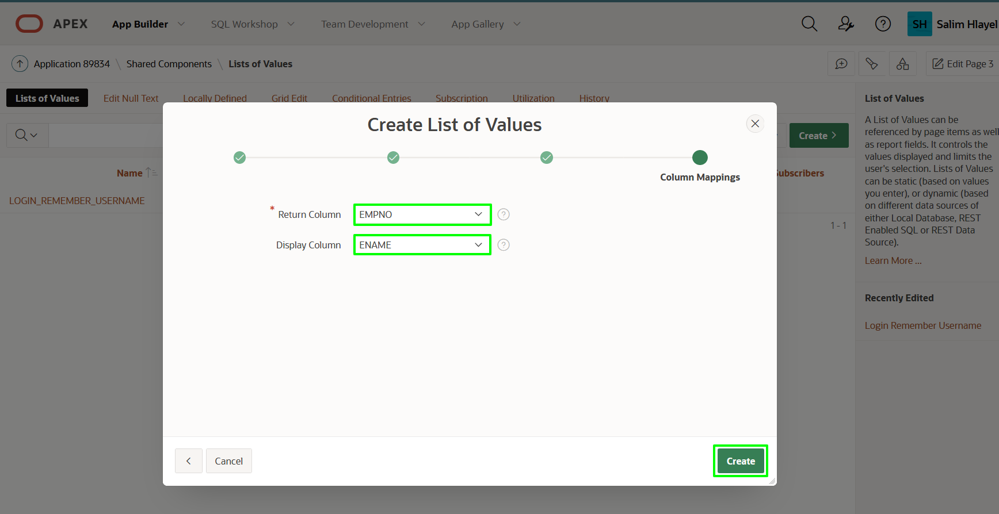 APEX
App Builder
SQL Workshop
Team Development
App Gallery
SH
Salim Hlayel
Application 89834
Shared Components
Lists of Values
Edit Page 3
Lists of Values
Edit Null Text
Locally Defined
Grid Edit
Conditional Entries
Subscription
Utilization
History
Create
Name
Subscribers
LOGIN_REMEMBER_USERNAME
1 - 1
Create List of Values
Column Mappings
* Return Column
EMPNO
?
Display Column
ENAME
?
Cancel
Create
List of Values
A List of Values can be
referenced by page items as well
as report fields. It controls the
values displayed and limits the
user's selection. Lists of Values
can be static (based on values
you enter), or dynamic (based
on different data sources of
either Local Database, REST
Enabled SQL or REST Data
Source).
Learn More ...
Recently Edited
Login Remember Username